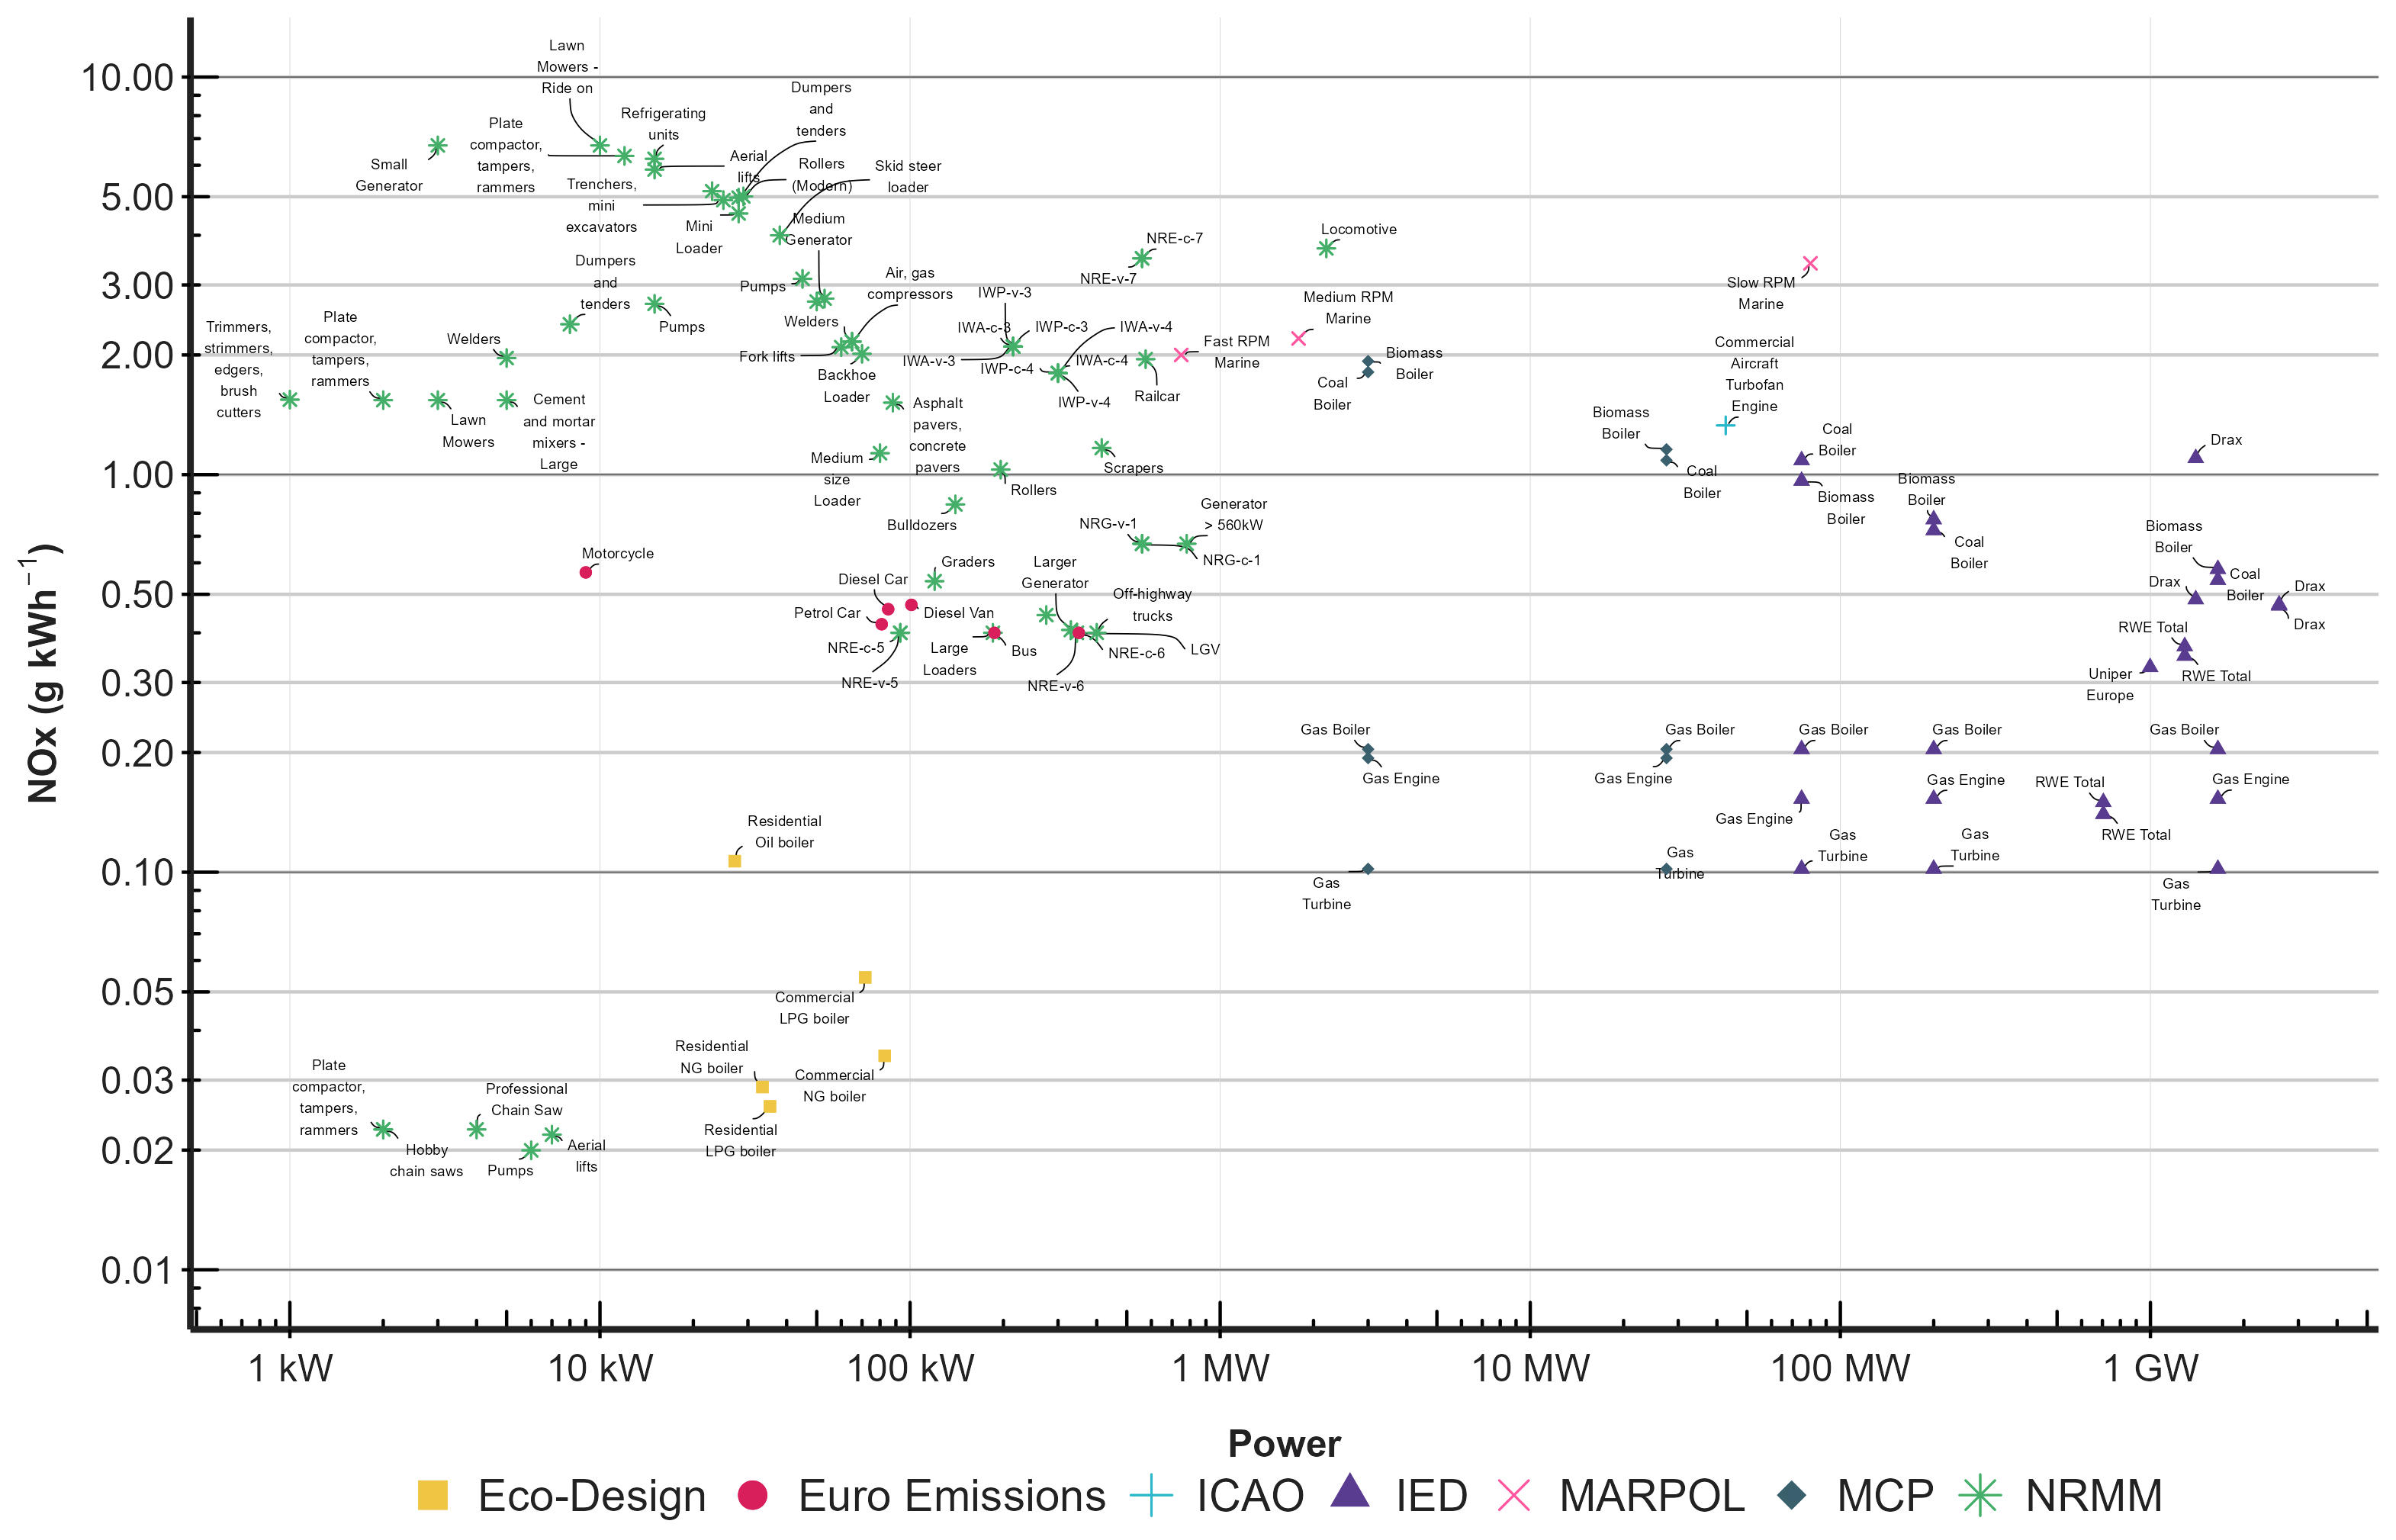 Lawn
Mowers -
Ride on
Dumpers
and
tenders
10.00
Refrigerating
units
Plate
compactor,
tampers,
rammers
Small
Generator
Aerial
lifts
Rollers
(Modern)
Skid steer
loader
Trenchers,
mini
excavators
5.00
Mini
Loader
Medium
Generator
NRE-c-7
NRE-v-7
Locomotive
Slow RPM
Marine
Dumpers
and
tenders
Pumps
Air, gas
compressors
3.00
IWP-v-3
Medium RPM
Marine
Trimmers,
strimmers,
edgers,
brush
cutters
Plate
compactor,
tampers,
rammers
Welders
Pumps
Welders
Fork lifts
IWA-c-3
IWP-c-3
IWA-v-4
IWA-v-3
IWP-c-4
IWA-c-4
Fast RPM
Marine
Biomass
Boiler
Commercial
Aircraft
Turbofan
Engine
2.00
Backhoe
Loader
IWP-v-4
Railcar
Coal
Boiler
Lawn
Mowers
Cement
and mortar
mixers -
Large
Asphalt
pavers,
concrete
pavers
Biomass
Boiler
Coal
Boiler
Drax
Medium
size
Loader
Scrapers
Coal
Boiler
1.00
Rollers
Biomass
Boiler
Biomass
Boiler
Bulldozers
NRG-v-1
Generator
> 560kW
NRG-c-1
Coal
Boiler
Biomass
Boiler
Motorcycle
Graders
Larger
Generator
Diesel Car
Petrol Car
Diesel Van
Off-highway
trucks
Drax
Coal
Boiler
Drax
Drax
0.50
NRE-c-5
NRE-v-5
Large
Loaders
Bus
NRE-v-6
NRE-c-6
LGV
RWE Total
RWE Total
Uniper
Europe
0.30
Gas Boiler
Gas Boiler
Gas Boiler
Gas Boiler
Gas Boiler
0.20
Gas Engine
Gas Engine
Gas Engine
Gas Engine
RWE Total
Gas Engine
RWE Total
Residential
Oil boiler
Gas
Turbine
Gas
Turbine
Gas
Turbine
Gas
Turbine
Gas
Turbine
0.10
0.05
Commercial
LPG boiler
Residential
NG boiler
Commercial
NG boiler
0.03
Residential
LPG boiler
Plate
compactor,
tampers,
rammers
Professional
Chain Saw
Hobby
chain saws
Pumps
Aerial
lifts
0.02
0.01
NOx (g kWh−1)
1 kW
10 kW
100 kW
1 MW
10 MW
100 MW
1 GW
Power
Eco-Design
Euro Emissions
ICAO
IED
MARPOL
MCP
NRMM